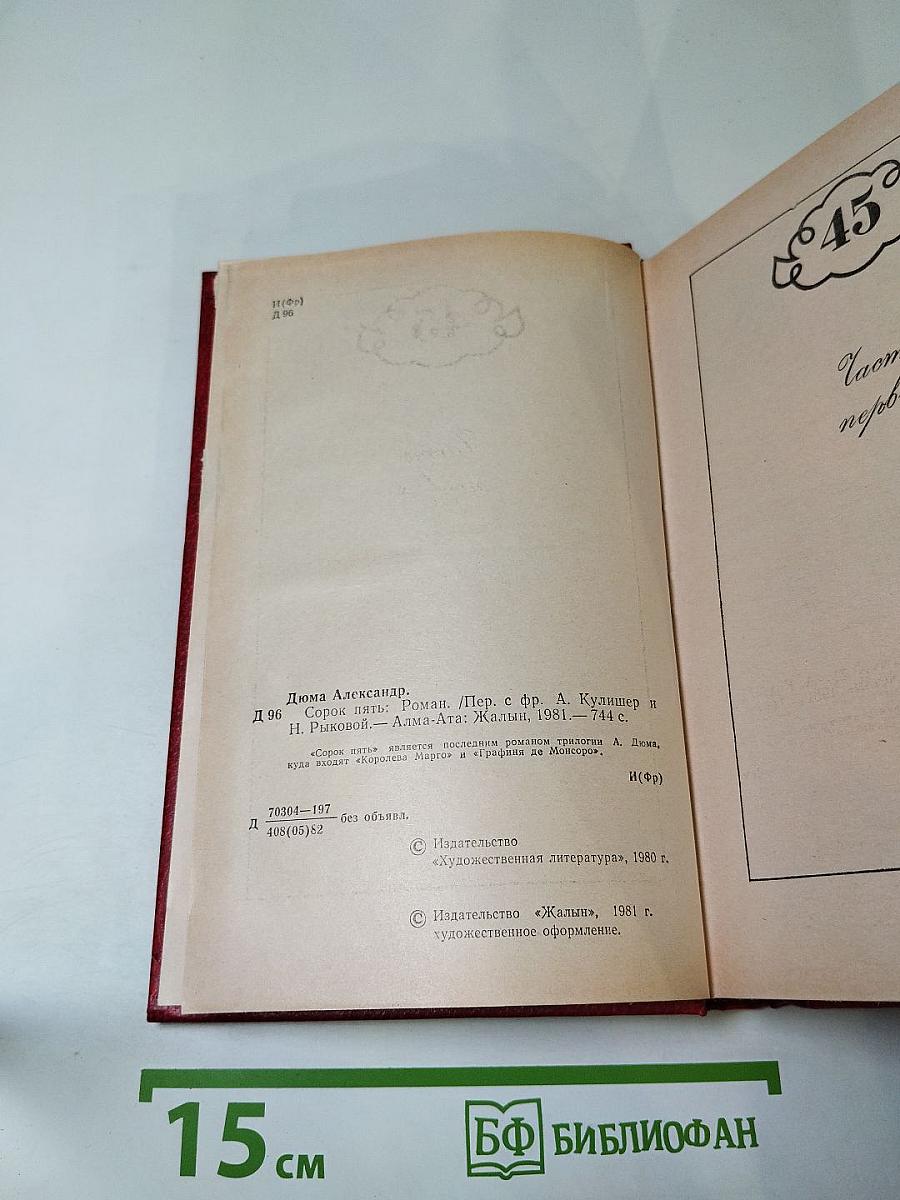 И(Фр)
Д 96
Дюма Александр.
Д 96 Сорок пять: Роман. /Пер. с фр. А. Кулишер и
Н. Рыковой.— Алма-Ата: Жалын, 1981.— 744 с.
«Сорок пять» является последним романом трилогии А. Дюма,
куда входят «Королева Марго» и «Графиня де Монсоро».
И(Фр)
Д 70304—197 без объявл.
408(05)82
© Издательство
«Художественная литература», 1980 г.
© Издательство «Жалын», 1981 г.
художественное оформление.
45
15 см
БФ БИБЛИОФАН